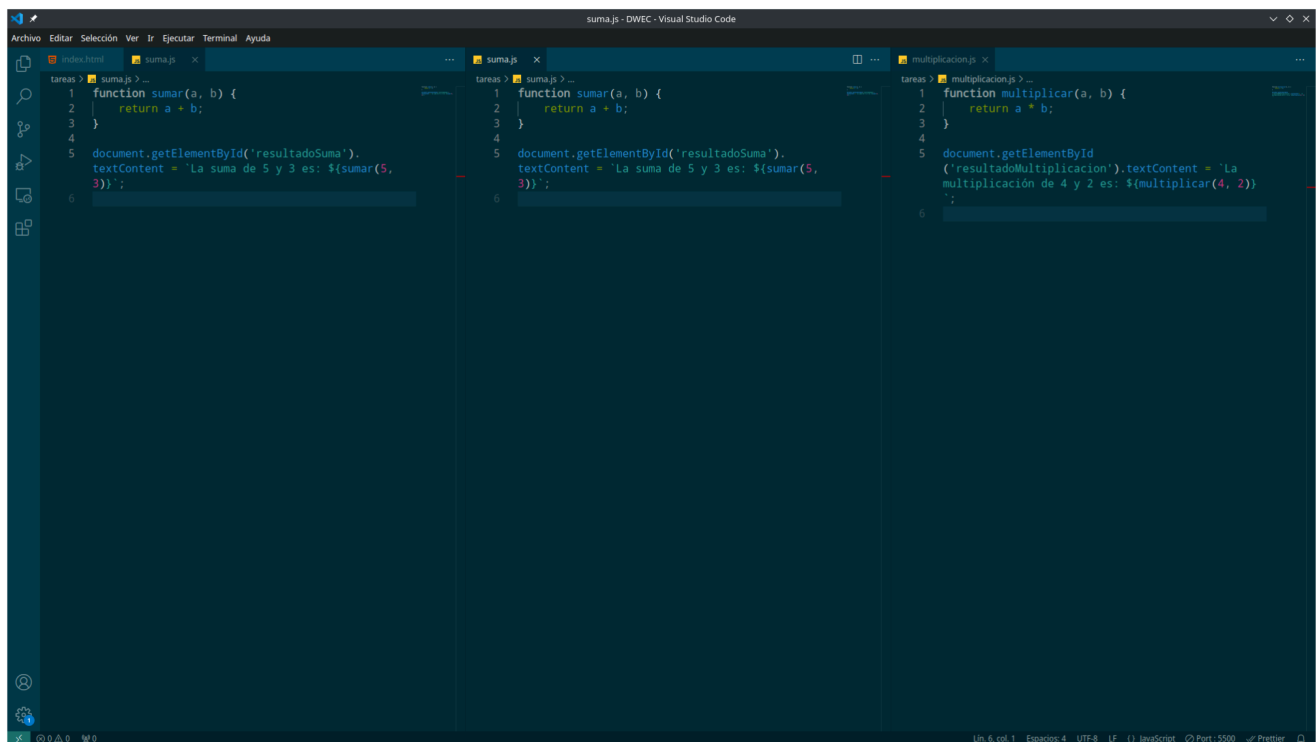 suma.js - DWEC - Visual Studio Code
Archivo Editar Selección Ver Ir Ejecutar Terminal Ayuda
index.html suma.js
tareas > suma.js > ...
1 function sumar(a, b) {
2 return a + b;
3 }
4
5 document.getElementById('resultadoSuma').
textContent = `La suma de 5 y 3 es: ${sumar(5,
3)}`;
6
suma.js
tareas > suma.js > ...
1 function sumar(a, b) {
2 return a + b;
3 }
4
5 document.getElementById('resultadoSuma').
textContent = `La suma de 5 y 3 es: ${sumar(5,
3)}`;
6
multiplicacion.js
tareas > multiplicacion.js > ...
1 function multiplicar(a, b) {
2 return a * b;
3 }
4
5 document.getElementById
('resultadoMultiplicacion').textContent = `La
multiplicación de 4 y 2 es: ${multiplicar(4, 2)}
`;
6
1
0 0 0 Lín. 6, col. 1 Espacios: 4 UTF-8 LF {} JavaScript Port : 5500 Prettier